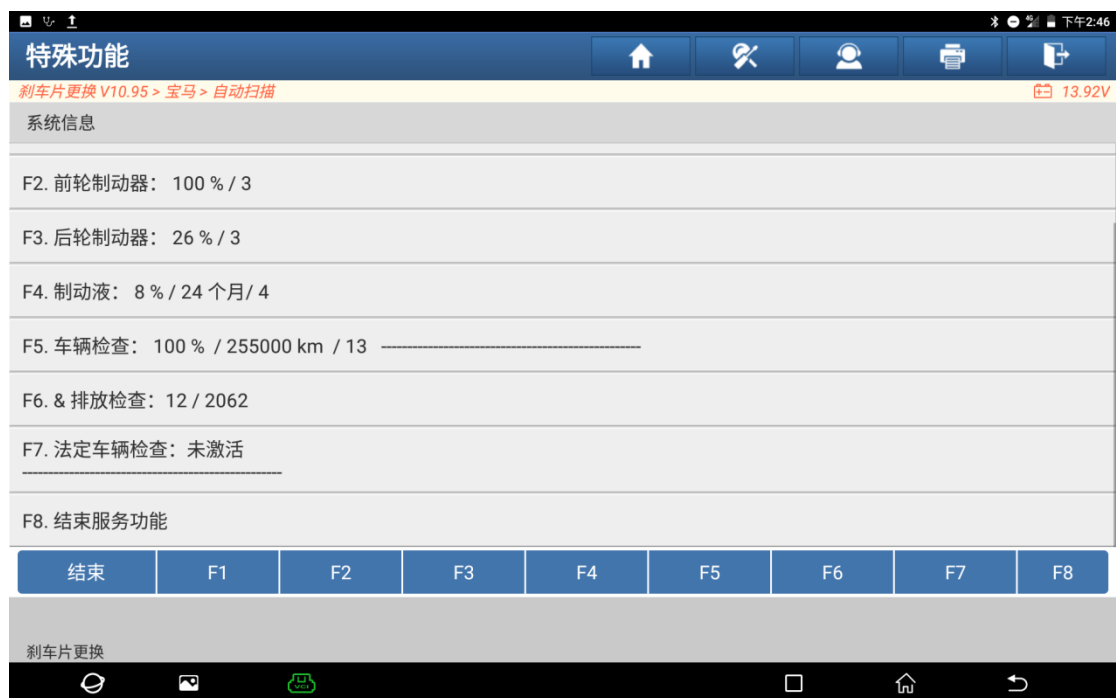 下午2:46
特殊功能
刹车片更换 V10.95 > 宝马 > 自动扫描
13.92V
系统信息
F2. 前轮制动器： 100 % / 3
F3. 后轮制动器： 26 % / 3
F4. 制动液： 8 % / 24 个月/ 4
F5. 车辆检查： 100 % / 255000 km / 13 --------------------------------------------------
F6. & 排放检查：12 / 2062
F7. 法定车辆检查：未激活
--------------------------------------------------
F8. 结束服务功能
结束 F1 F2 F3 F4 F5 F6 F7 F8
刹车片更换
VCI